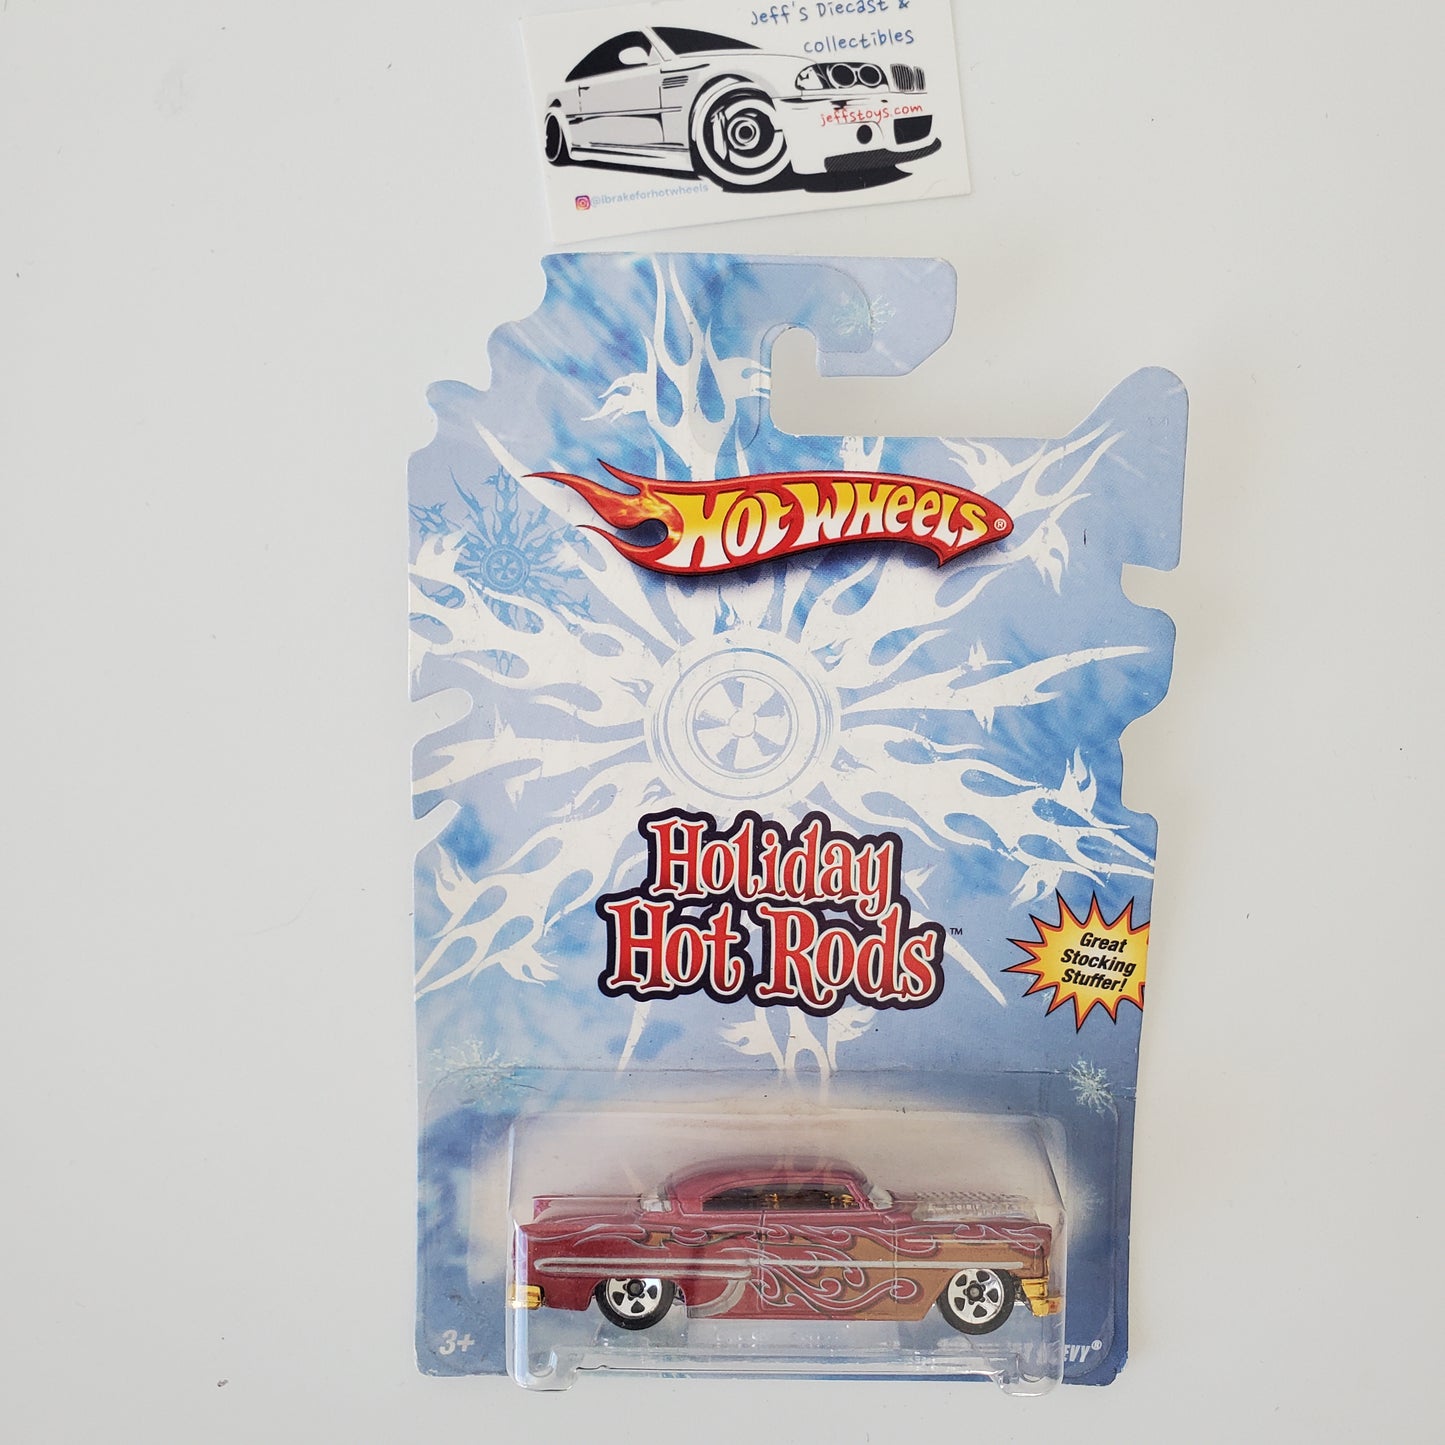 Jeff's Diecast &
collectibles
jeffstoys.com
@ibrakeforhotwheels
HOT WHEELS®
Holiday
Hot Rods™
Great
Stocking
Stuffer!
3+